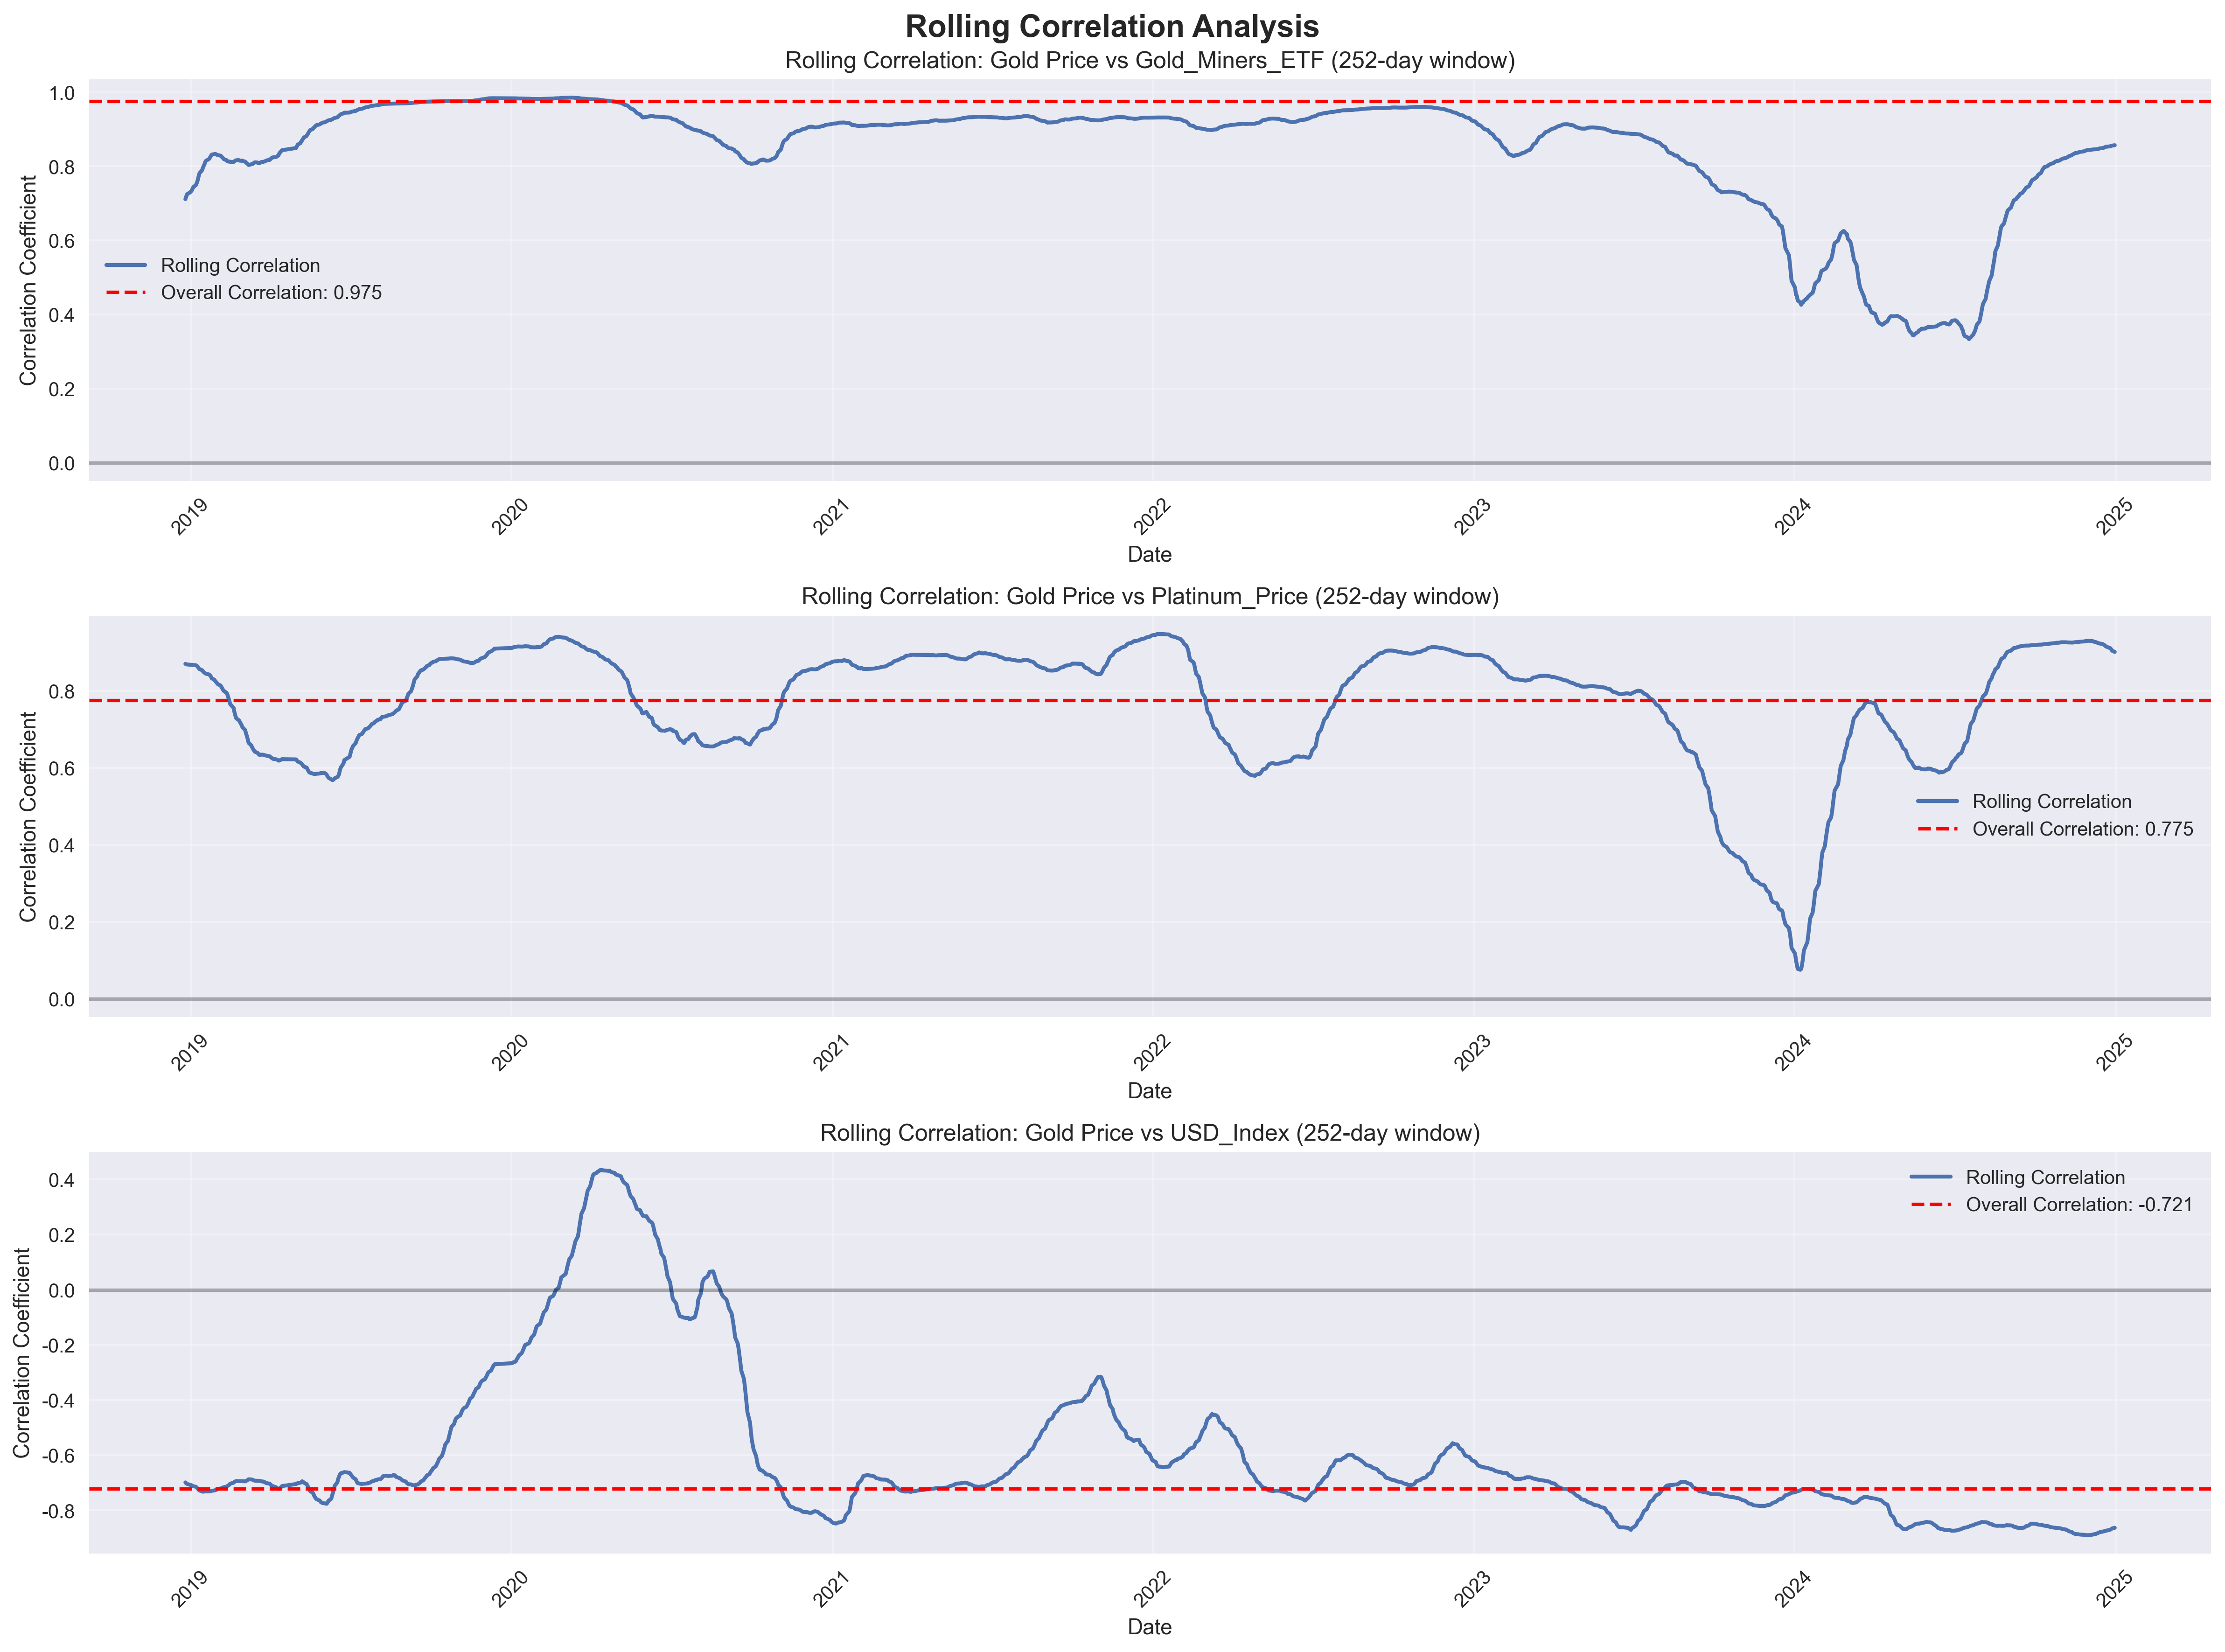 Rolling Correlation Analysis
Rolling Correlation: Gold Price vs Gold_Miners_ETF (252-day window)
Correlation Coefficient
1.0
0.8
0.6
0.4
0.2
0.0
Rolling Correlation
Overall Correlation: 0.975
2019
2020
2021
2022
2023
2024
2025
Date
Rolling Correlation: Gold Price vs Platinum_Price (252-day window)
Correlation Coefficient
0.8
0.6
0.4
0.2
0.0
Rolling Correlation
Overall Correlation: 0.775
2019
2020
2021
2022
2023
2024
2025
Date
Rolling Correlation: Gold Price vs USD_Index (252-day window)
Correlation Coefficient
0.4
0.2
0.0
-0.2
-0.4
-0.6
-0.8
Rolling Correlation
Overall Correlation: -0.721
2019
2020
2021
2022
2023
2024
2025
Date